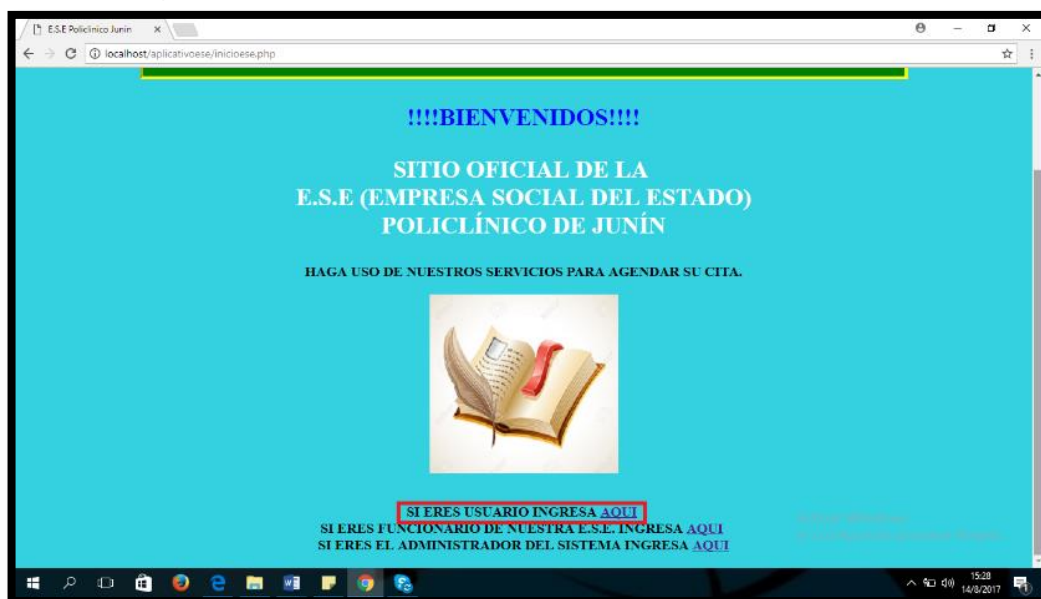 E.S.E Policlinico Junin
localhost/aplicativoese/inicioese.php
!!!!BIENVENIDOS!!!!
SITIO OFICIAL DE LA
E.S.E (EMPRESA SOCIAL DEL ESTADO)
POLICLÍNICO DE JUNÍN
HAGA USO DE NUESTROS SERVICIOS PARA AGENDAR SU CITA.
SI ERES USUARIO INGRESA AQUI
SI ERES FUNCIONARIO DE NUESTRA E.S.E. INGRESA AQUI
SI ERES EL ADMINISTRADOR DEL SISTEMA INGRESA AQUI
15:28
14/8/2017